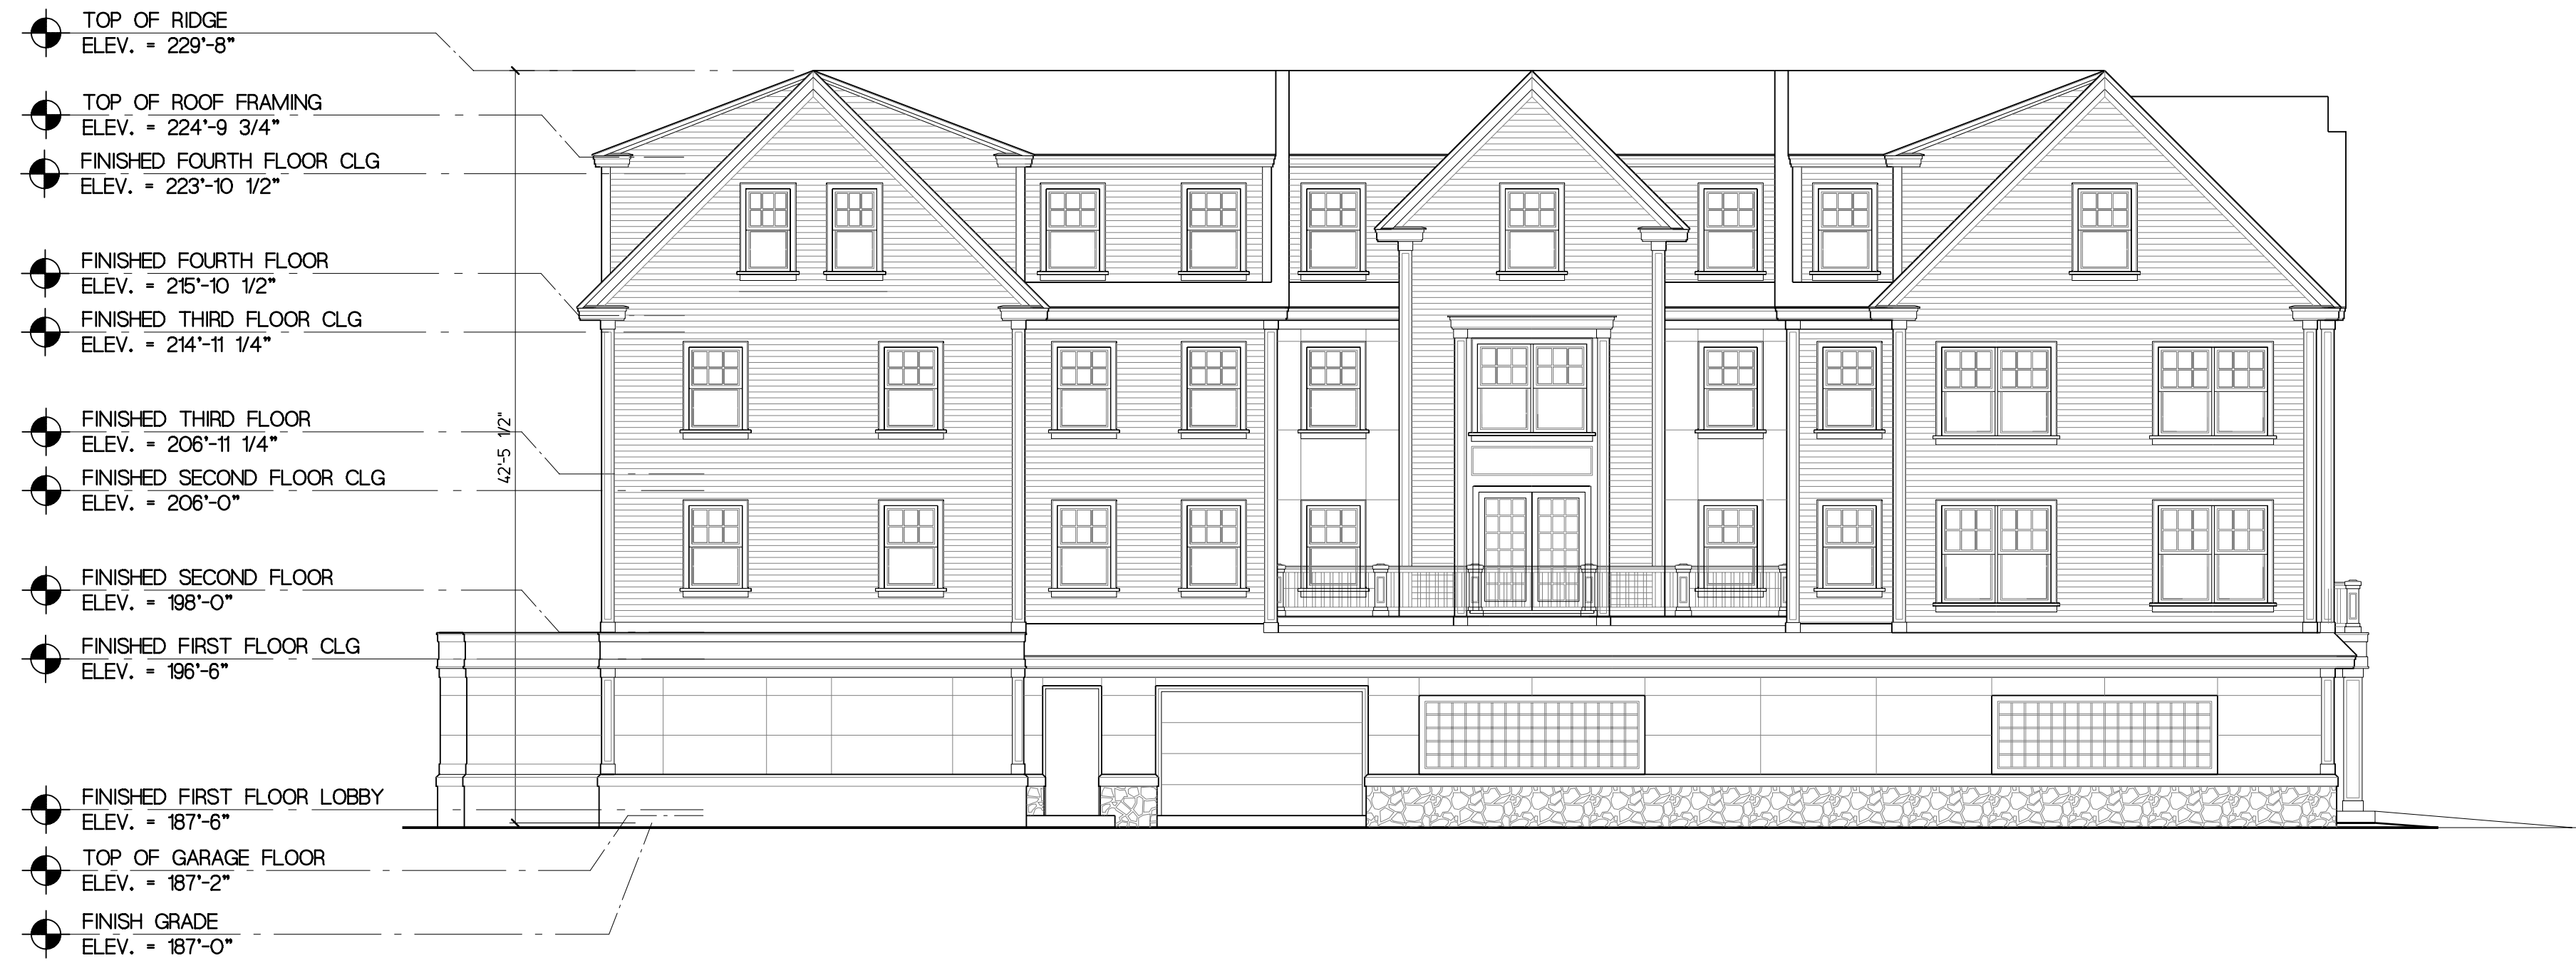 TOP OF RIDGE
ELEV. = 229'-8"
TOP OF ROOF FRAMING
ELEV. = 224'-9 3/4"
FINISHED FOURTH FLOOR CLG
ELEV. = 223'-10 1/2"
FINISHED FOURTH FLOOR
ELEV. = 215'-10 1/2"
FINISHED THIRD FLOOR CLG
ELEV. = 214'-11 1/4"
FINISHED THIRD FLOOR
ELEV. = 206'-11 1/4"
42'-5 1/2"
FINISHED SECOND FLOOR CLG
ELEV. = 206'-0"
FINISHED SECOND FLOOR
ELEV. = 198'-0"
FINISHED FIRST FLOOR CLG
ELEV. = 196'-6"
FINISHED FIRST FLOOR LOBBY
ELEV. = 187'-6"
TOP OF GARAGE FLOOR
ELEV. = 187'-2"
FINISH GRADE
ELEV. = 187'-0"